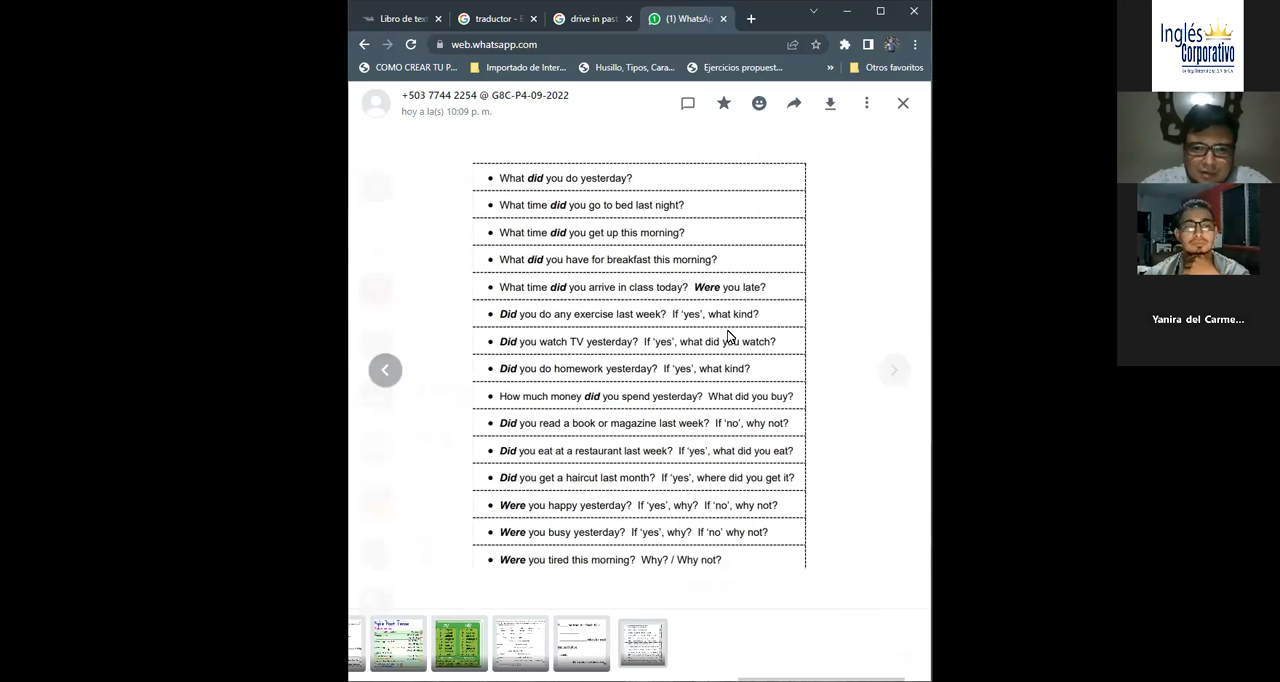 Libro de tex
traductor - E
drive in past
(1) WhatsAp
web.whatsapp.com
COMO CREAR TU P...
Importado de Inter...
Husillo, Tipos, Cara...
Ejercicios propuest...
»
Otros favoritos
+503 7744 2254 @ G8C-P4-09-2022
hoy a la(s) 10:09 p. m.
• What did you do yesterday?
• What time did you go to bed last night?
• What time did you get up this morning?
• What did you have for breakfast this morning?
• What time did you arrive in class today? Were you late?
• Did you do any exercise last week? If 'yes', what kind?
• Did you watch TV yesterday? If 'yes', what did you watch?
• Did you do homework yesterday? If 'yes', what kind?
• How much money did you spend yesterday? What did you buy?
• Did you read a book or magazine last week? If 'no', why not?
• Did you eat at a restaurant last week? If 'yes', what did you eat?
• Did you get a haircut last month? If 'yes', where did you get it?
• Were you happy yesterday? If 'yes', why? If 'no', why not?
• Were you busy yesterday? If 'yes', why? If 'no' why not?
• Were you tired this morning? Why? / Why not?
Inglés
Corporativo
Yanira del Carme...